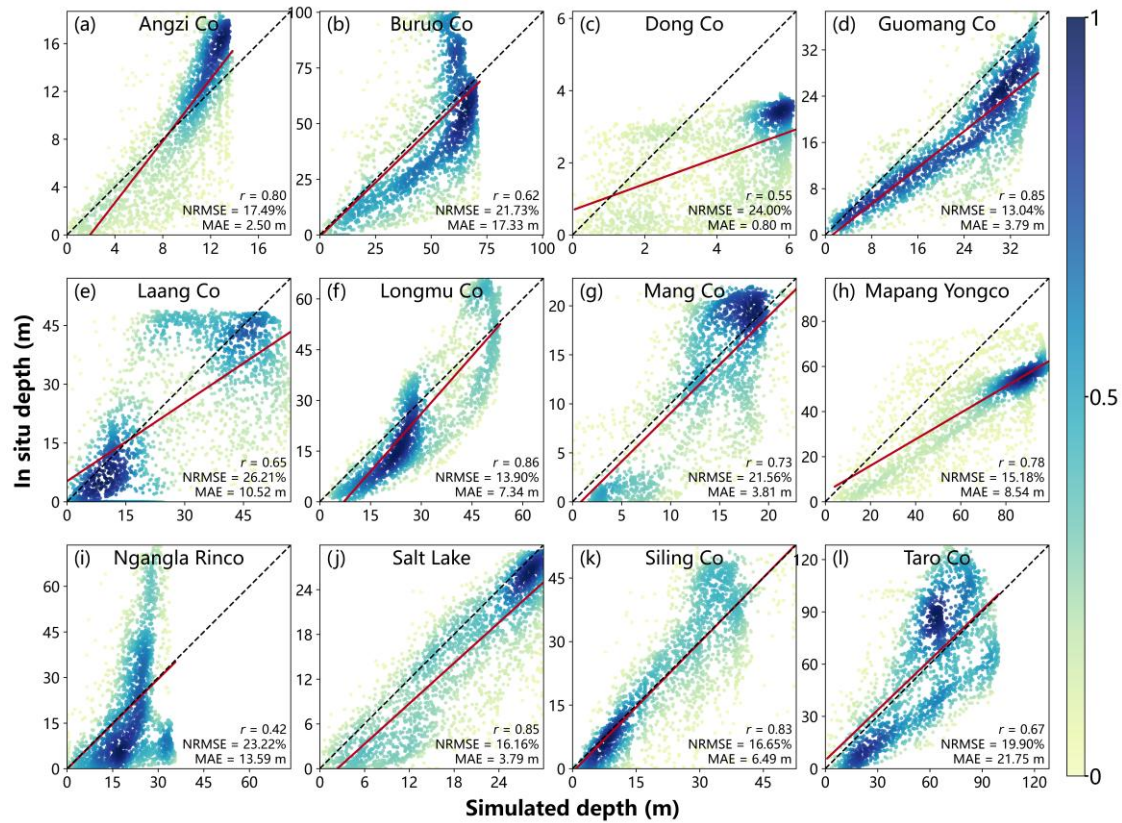 (a) Angzi Co
(b) Buruo Co
(c) Dong Co
(d) Guomang Co
1
16
12
8
4
0
0 4 8 12 16
r = 0.80
NRMSE = 17.49%
MAE = 2.50 m
100
75
50
25
0
0 25 50 75 100
r = 0.62
NRMSE = 21.73%
MAE = 17.33 m
6
4
2
0
0 2 4 6
r = 0.55
NRMSE = 24.00%
MAE = 0.80 m
32
24
16
8
0
0 8 16 24 32
r = 0.85
NRMSE = 13.04%
MAE = 3.79 m
In situ depth (m)
(e) Laang Co
(f) Longmu Co
(g) Mang Co
(h) Mapang Yongco
0.5
45
30
15
0
0 15 30 45
r = 0.65
NRMSE = 26.21%
MAE = 10.52 m
60
45
30
15
0
0 15 30 45 60
r = 0.86
NRMSE = 13.90%
MAE = 7.34 m
20
15
10
5
0
0 5 10 15 20
r = 0.73
NRMSE = 21.56%
MAE = 3.81 m
80
60
40
20
0
0 20 40 60 80
r = 0.78
NRMSE = 15.18%
MAE = 8.54 m
(i) Ngangla Rinco
(j) Salt Lake
(k) Siling Co
(l) Taro Co
60
45
30
15
0
0 15 30 45 60
r = 0.42
NRMSE = 23.22%
MAE = 13.59 m
24
18
12
6
0
0 6 12 18 24
r = 0.85
NRMSE = 16.16%
MAE = 3.79 m
45
30
15
0
0 15 30 45
r = 0.83
NRMSE = 16.65%
MAE = 6.49 m
120
90
60
30
0
0 30 60 90 120
r = 0.67
NRMSE = 19.90%
MAE = 21.75 m
0
Simulated depth (m)